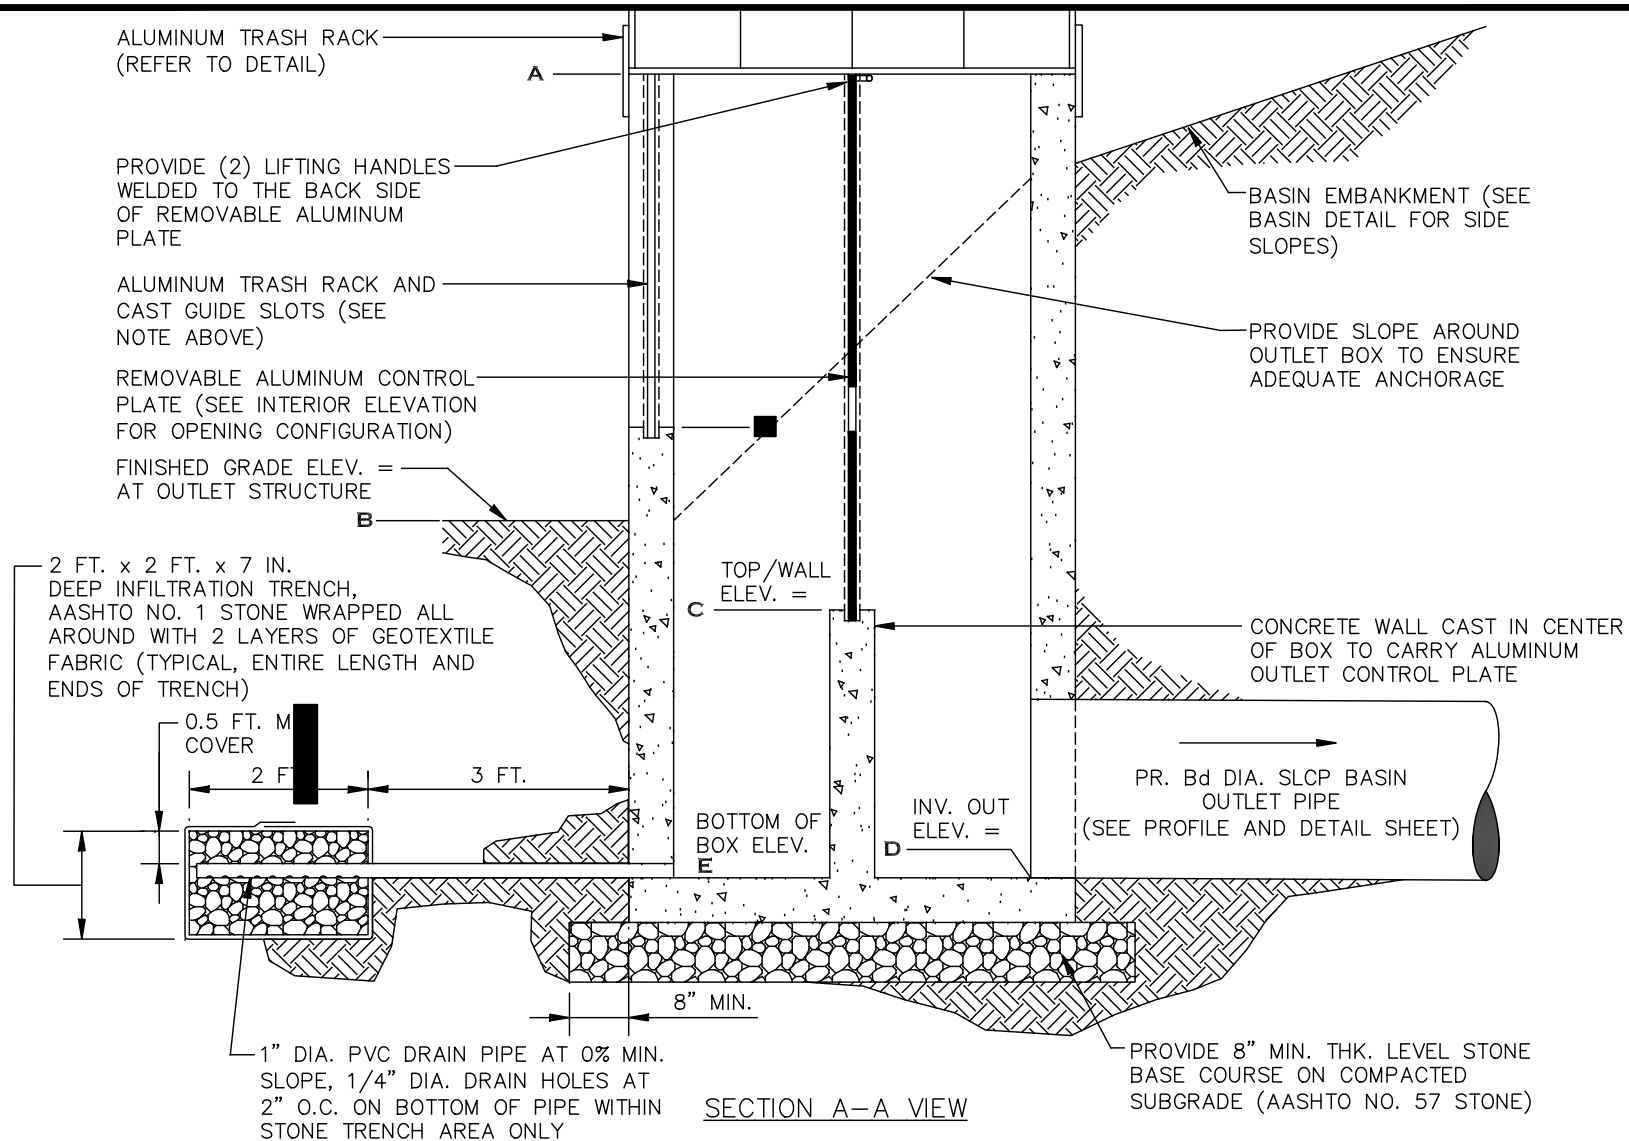 ALUMINUM TRASH RACK
(REFER TO DETAIL)
A
PROVIDE (2) LIFTING HANDLES
WELDED TO THE BACK SIDE
OF REMOVABLE ALUMINUM
PLATE
BASIN EMBANKMENT (SEE
BASIN DETAIL FOR SIDE
SLOPES)
ALUMINUM TRASH RACK AND
CAST GUIDE SLOTS (SEE
NOTE ABOVE)
PROVIDE SLOPE AROUND
OUTLET BOX TO ENSURE
ADEQUATE ANCHORAGE
REMOVABLE ALUMINUM CONTROL
PLATE (SEE INTERIOR ELEVATION
FOR OPENING CONFIGURATION)
FINISHED GRADE ELEV. =
AT OUTLET STRUCTURE
B
2 FT. x 2 FT. x 7 IN.
DEEP INFILTRATION TRENCH,
AASHTO NO. 1 STONE WRAPPED ALL
AROUND WITH 2 LAYERS OF GEOTEXTILE
FABRIC (TYPICAL, ENTIRE LENGTH AND
ENDS OF TRENCH)
TOP/WALL
ELEV. =
C
CONCRETE WALL CAST IN CENTER
OF BOX TO CARRY ALUMINUM
OUTLET CONTROL PLATE
0.5 FT.
COVER
2
3 FT.
PR. Bd DIA. SLCP BASIN
OUTLET PIPE
(SEE PROFILE AND DETAIL SHEET)
BOTTOM OF
BOX ELEV.
E
INV. OUT
ELEV. =
D
8" MIN.
1" DIA. PVC DRAIN PIPE AT 0% MIN.
SLOPE, 1/4" DIA. DRAIN HOLES AT
2" O.C. ON BOTTOM OF PIPE WITHIN
STONE TRENCH AREA ONLY
PROVIDE 8" MIN. THK. LEVEL STONE
BASE COURSE ON COMPACTED
SUBGRADE (AASHTO NO. 57 STONE)
SECTION A-A VIEW